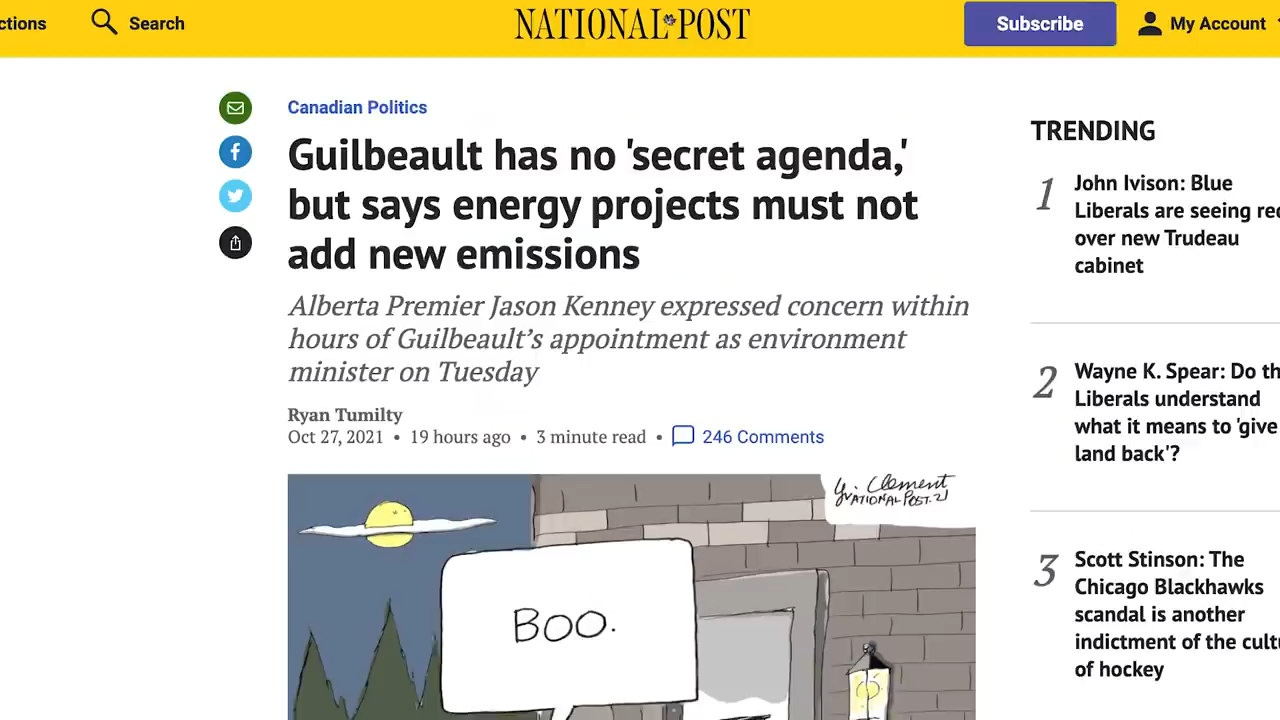 ctions
Search
NATIONAL POST
Subscribe
My Account
Canadian Politics
Guilbeault has no 'secret agenda,'
but says energy projects must not
add new emissions
Alberta Premier Jason Kenney expressed concern within
hours of Guilbeault’s appointment as environment
minister on Tuesday
Ryan Tumilty
Oct 27, 2021 • 19 hours ago • 3 minute read • 246 Comments
G. Clement
NATIONAL POST.21
BOO.
TRENDING
1
John Ivison: Blue
Liberals are seeing red
over new Trudeau
cabinet
2
Wayne K. Spear: Do th
Liberals understand
what it means to 'give
land back'?
3
Scott Stinson: The
Chicago Blackhawks
scandal is another
indictment of the cultu
of hockey